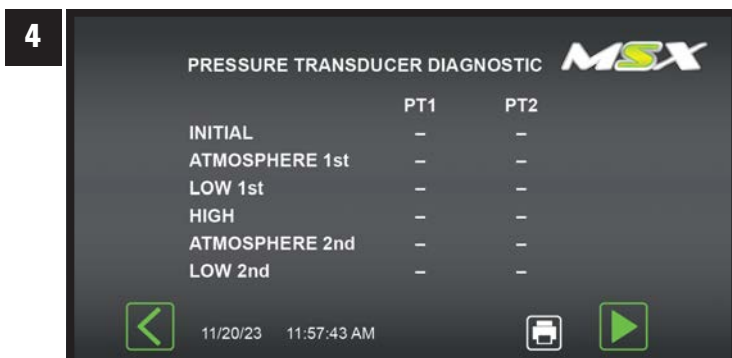 4
PRESSURE TRANSDUCER DIAGNOSTIC MSX
PT1 PT2
INITIAL – –
ATMOSPHERE 1st – –
LOW 1st – –
HIGH – –
ATMOSPHERE 2nd – –
LOW 2nd – –
11/20/23 11:57:43 AM